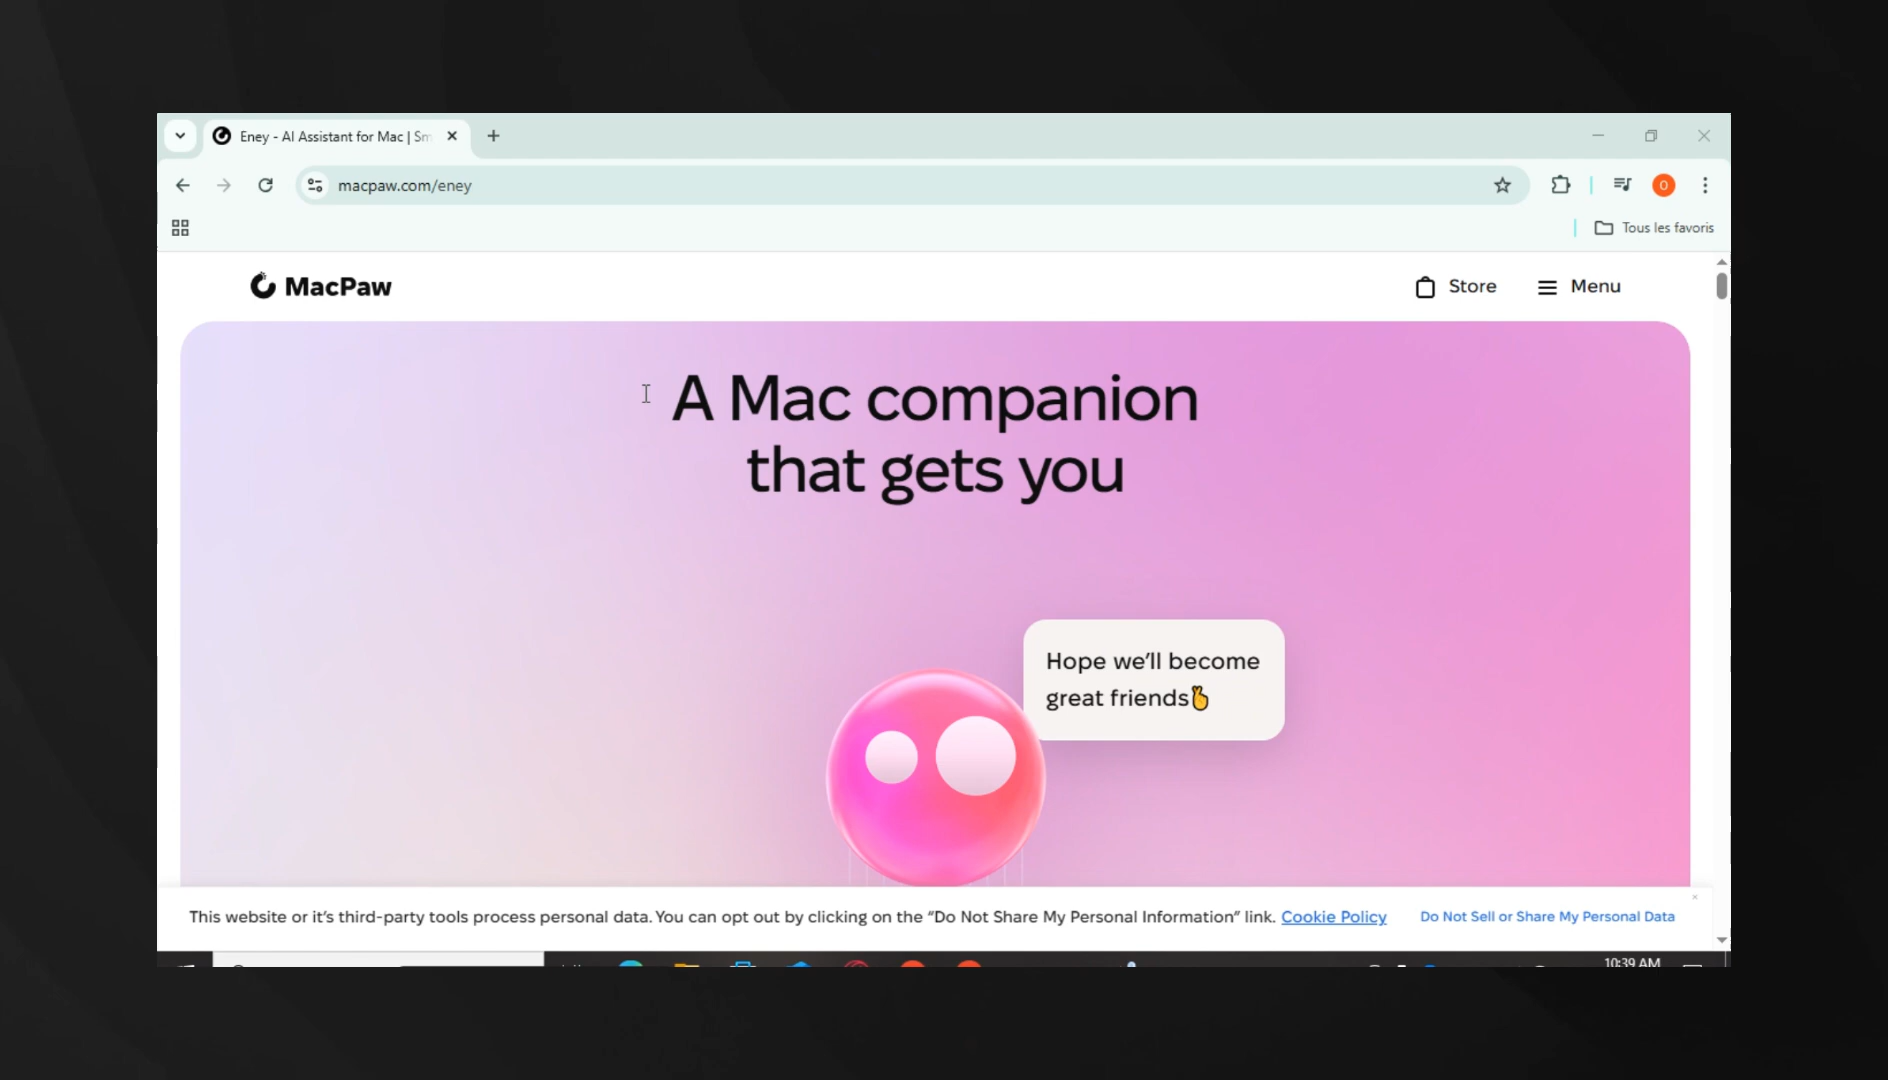 Eney - AI Assistant for Mac | Sm
macpaw.com/eney
O
Tous les favoris
MacPaw
Store
Menu
A Mac companion
that gets you
Hope we’ll become
great friends🫰
This website or it’s third-party tools process personal data. You can opt out by clicking on the “Do Not Share My Personal Information” link. Cookie Policy
Do Not Sell or Share My Personal Data
10:39 AM